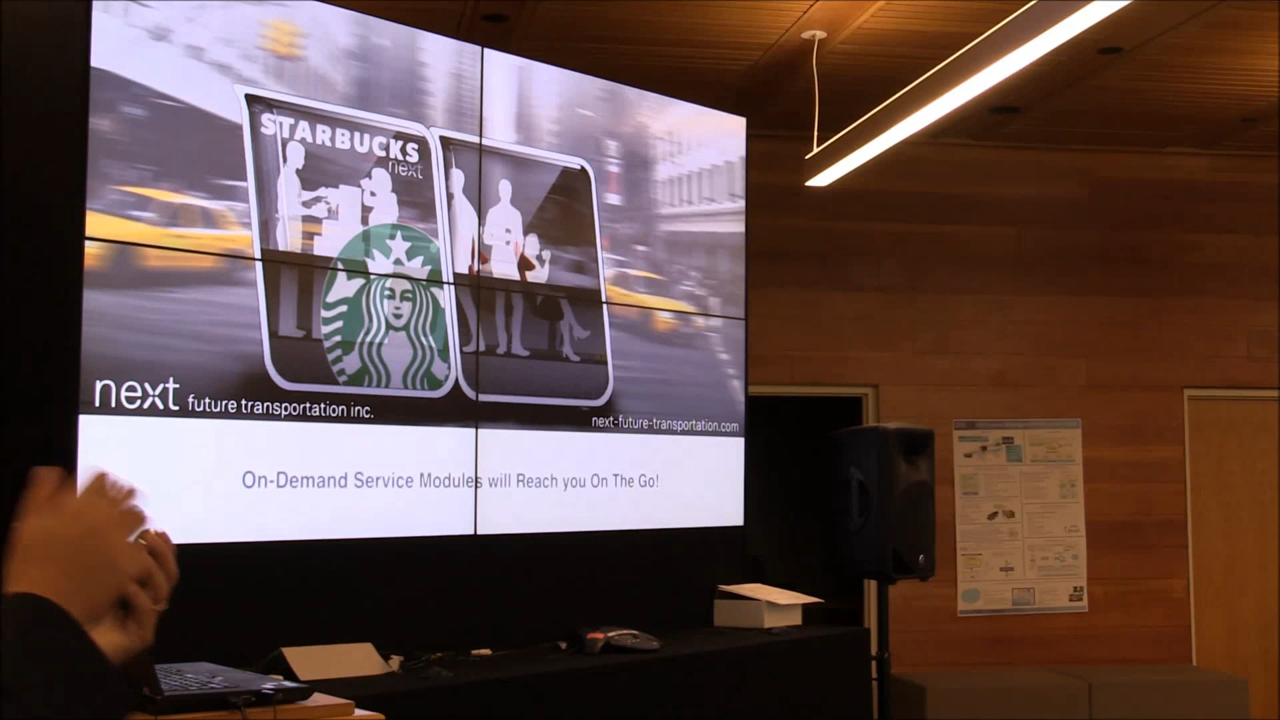 STARBUCKS
next
next future transportation inc.
next-future-transportation.com
On-Demand Service Modules will Reach you On The Go!